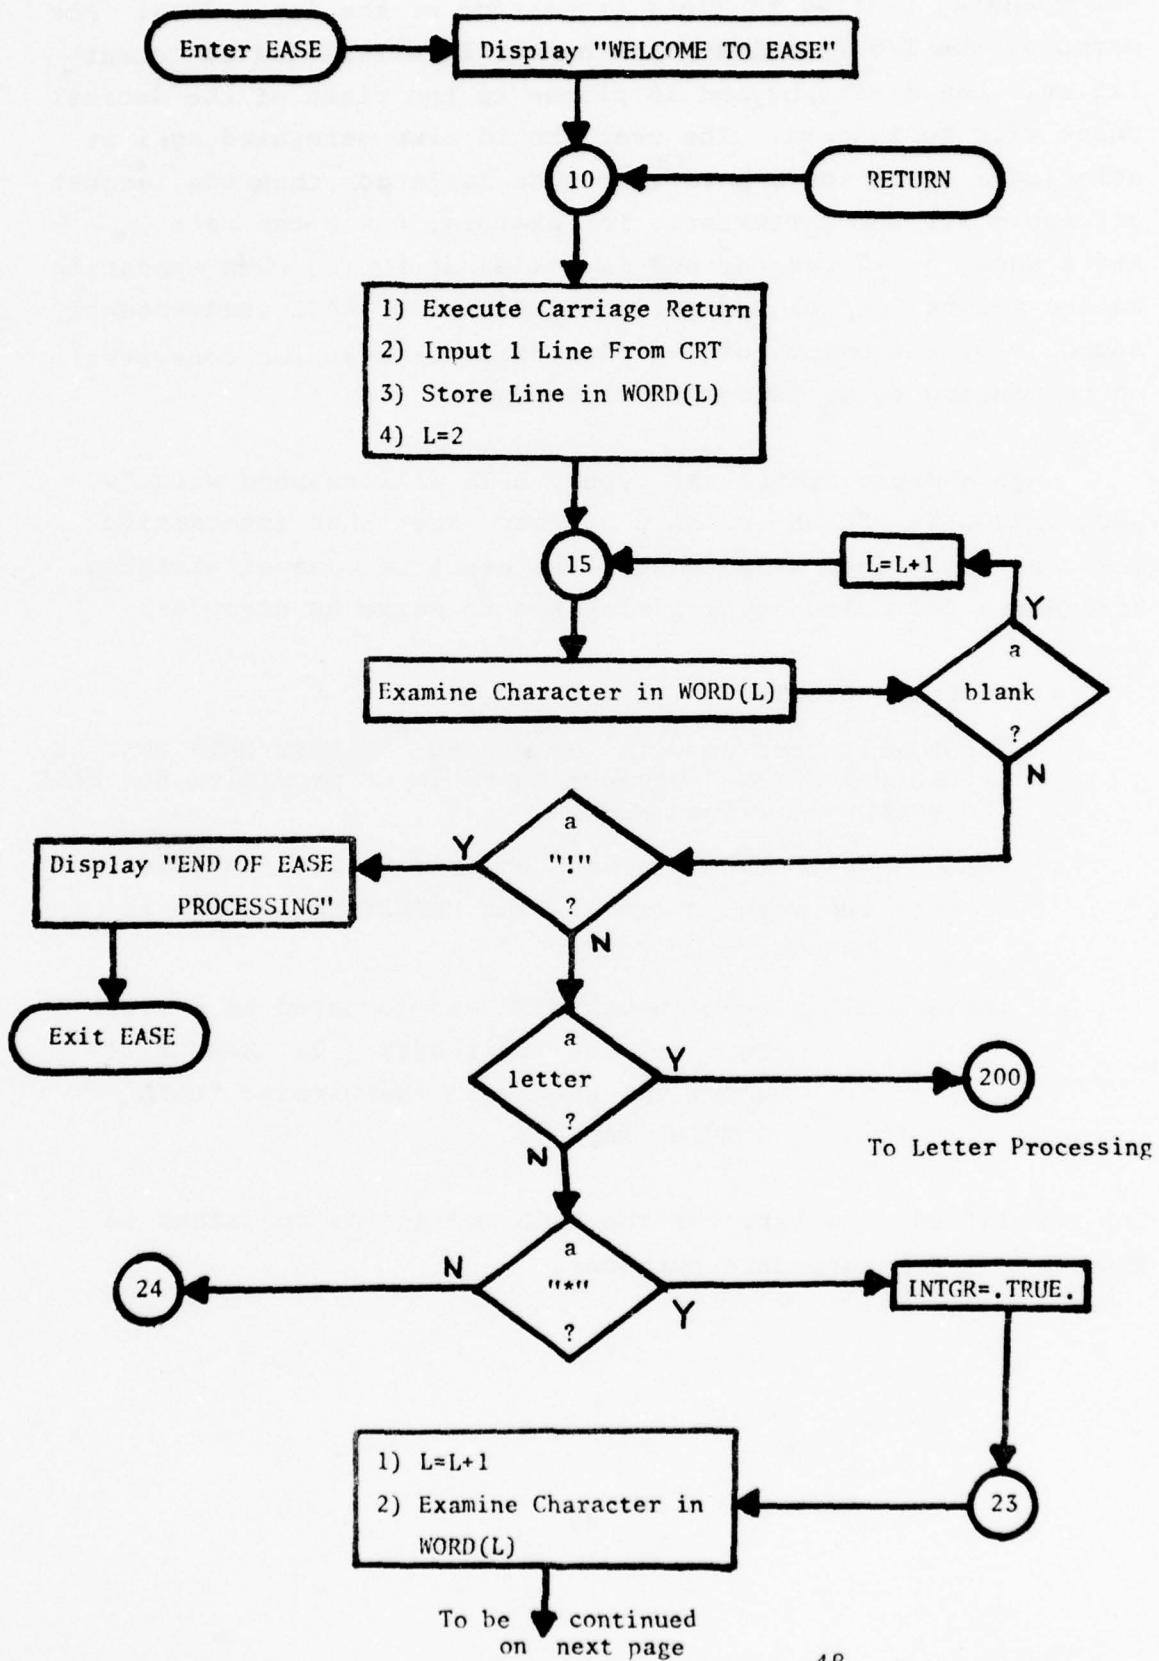 Enter EASE
Display "WELCOME TO EASE"
10
RETURN
1) Execute Carriage Return
2) Input 1 Line From CRT
3) Store Line in WORD(L)
4) L=2
15
L=L+1
Y
Examine Character in WORD(L)
a
blank
?
N
a
"!"
?
Y
N
Display "END OF EASE
PROCESSING"
Exit EASE
a
letter
?
Y
200
To Letter Processing
N
a
"*"
?
N
24
Y
INTGR=.TRUE.
23
1) L=L+1
2) Examine Character in
WORD(L)
To be continued
on next page
48